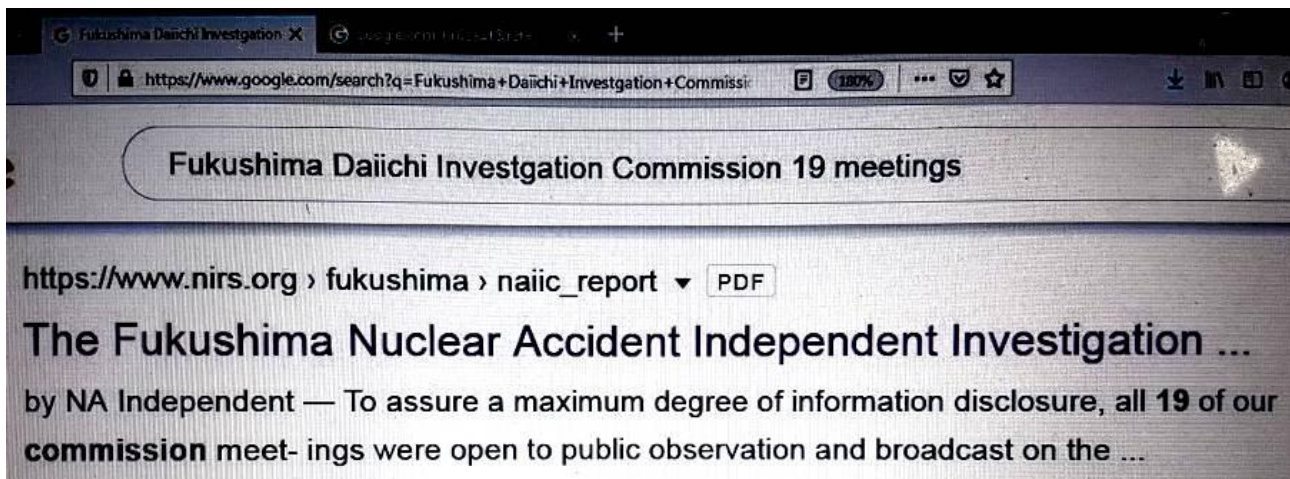 Fukushima Daiichi Investgation
https://www.google.com/search?q=Fukushima+Daiichi+Investgation+Commissi
180%
Fukushima Daiichi Investgation Commission 19 meetings
https://www.nirs.org › fukushima › naiic_report PDF
The Fukushima Nuclear Accident Independent Investigation ...
by NA Independent — To assure a maximum degree of information disclosure, all 19 of our
commission meet- ings were open to public observation and broadcast on the ...